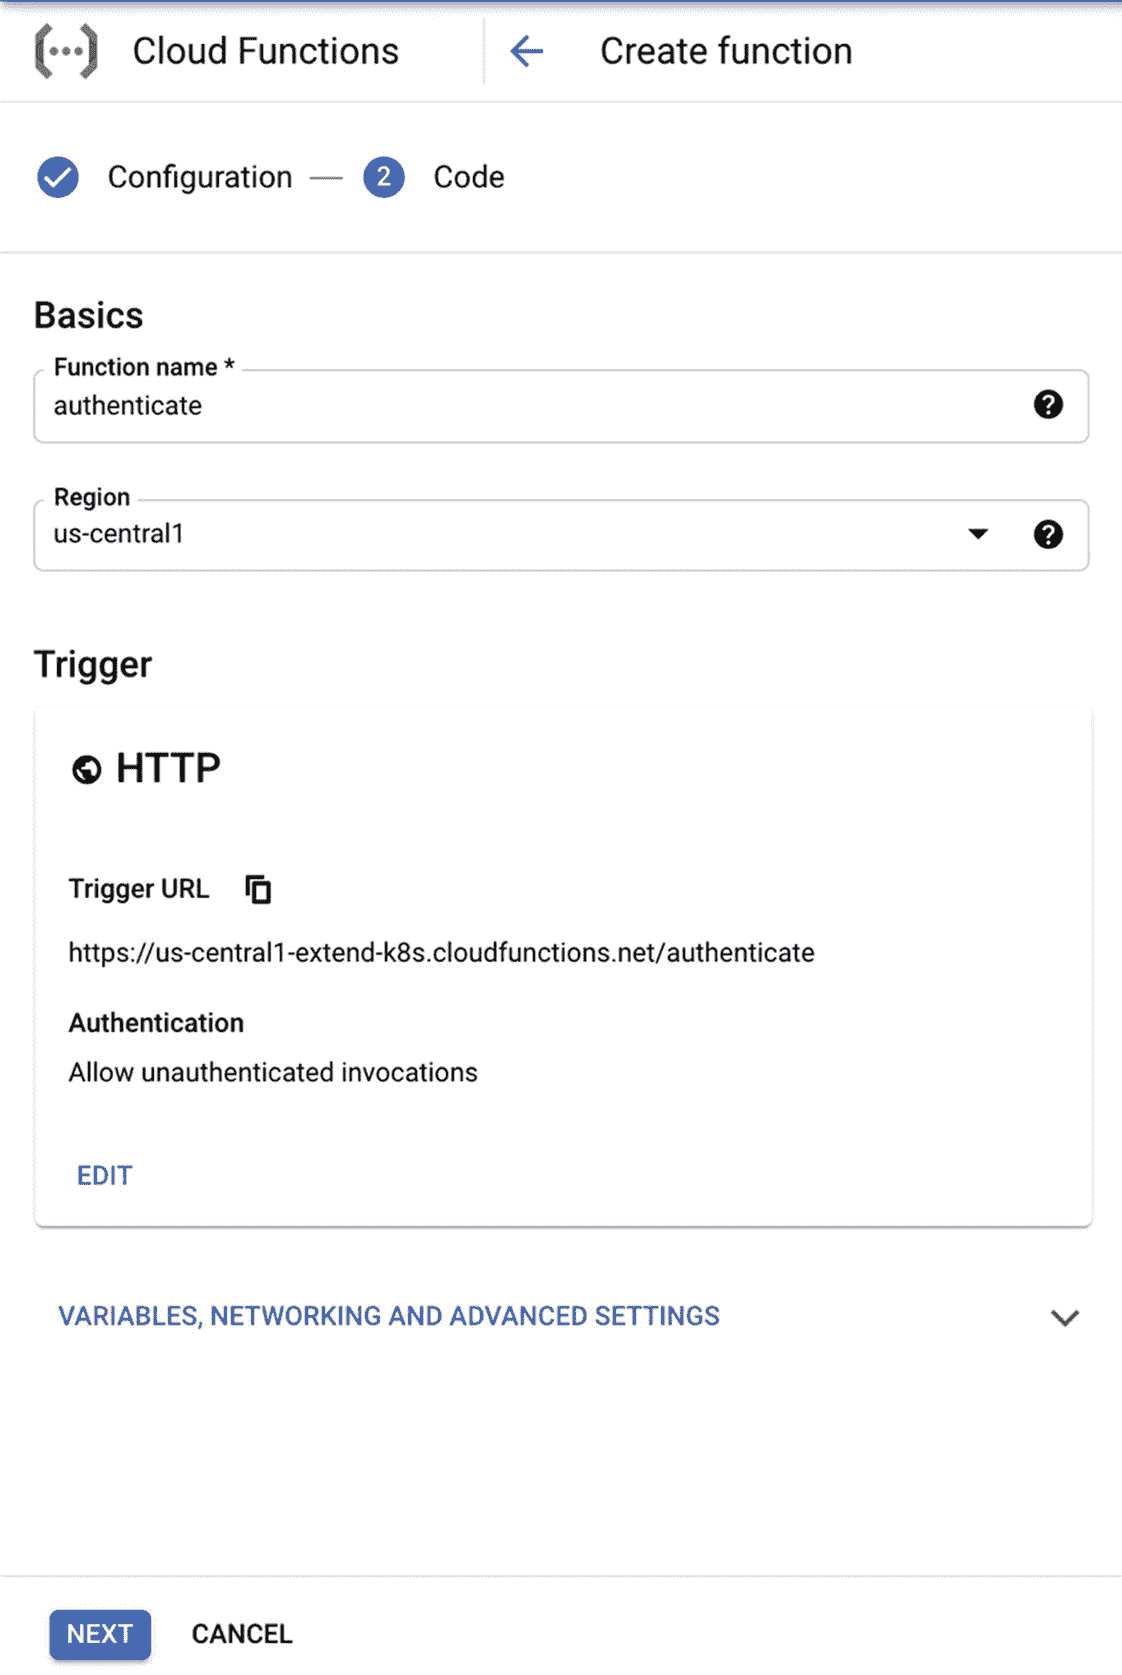 Cloud Functions
Create function
Configuration — 2 Code
Basics
Function name *
authenticate
Region
us-central1
Trigger
HTTP
Trigger URL
https://us-central1-extend-k8s.cloudfunctions.net/authenticate
Authentication
Allow unauthenticated invocations
EDIT
VARIABLES, NETWORKING AND ADVANCED SETTINGS
NEXT CANCEL